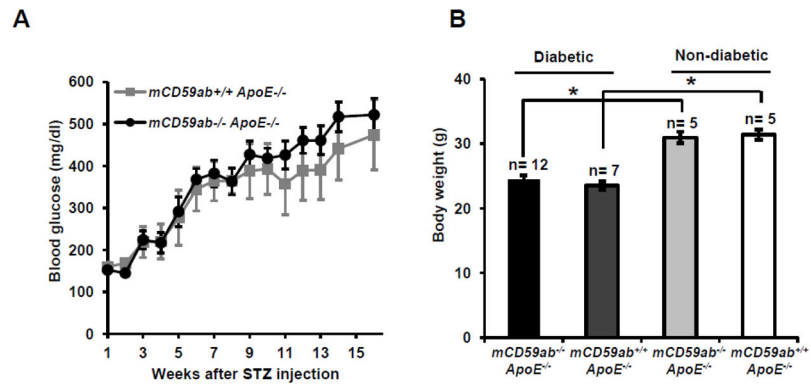 A
600
500
400
300
200
100
0
Blood glucose (mg/dl)
mCD59ab+/+ ApoE-/-
mCD59ab-/- ApoE-/-
1 3 5 7 9 11 13 15
Weeks after STZ injection
B
Diabetic Non-diabetic
* *
40
30
20
10
0
Body weight (g)
n= 12
n= 7
n= 5
n= 5
mCD59ab-/- mCD59ab+/+ mCD59ab-/- mCD59ab+/+
ApoE-/- ApoE-/- ApoE-/- ApoE-/-